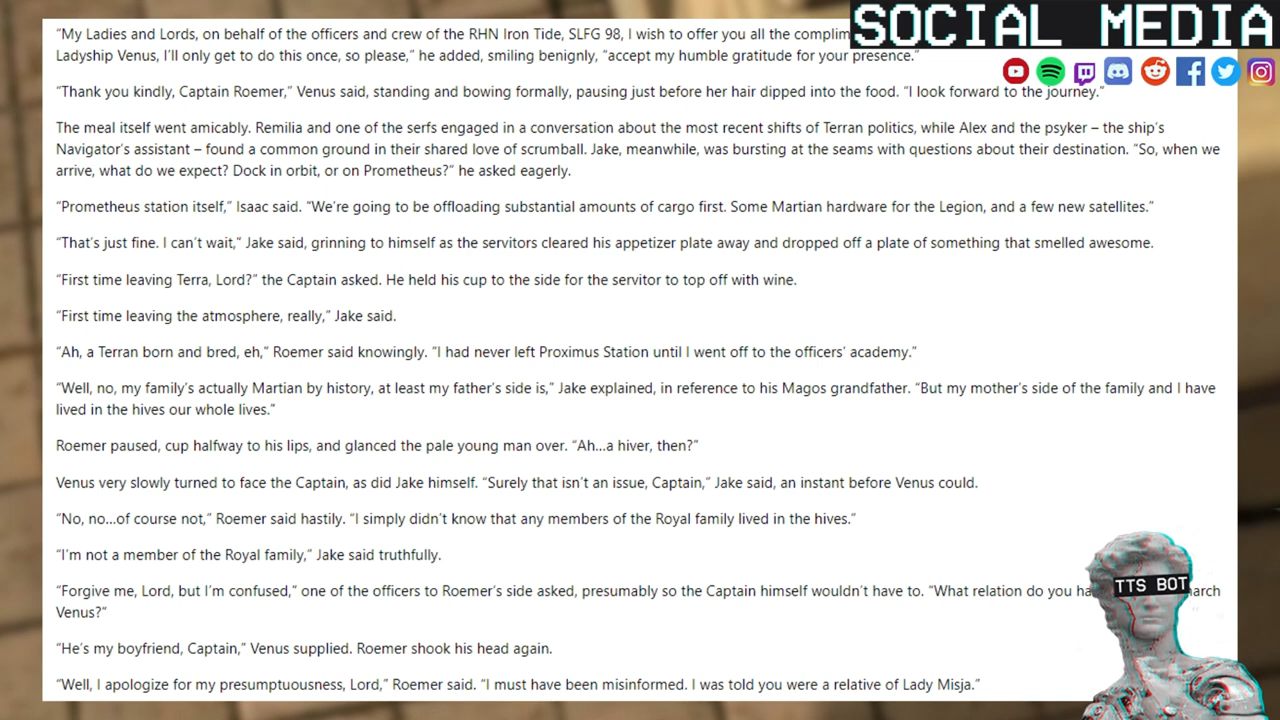 SOCIAL MEDIA
“My Ladies and Lords, on behalf of the officers and crew of the RHN Iron Tide, SLFG 98, I wish to offer you all the
Ladyship Venus, I’ll only get to do this once, so please,” he added, smiling benignly, “accept my humble gratitude for your presence.”
“Thank you kindly, Captain Roemer,” Venus said, standing and bowing formally, pausing just before her hair dipped into the food. “I look forward to the journey.”
The meal itself went amicably. Remilia and one of the serfs engaged in a conversation about the most recent shifts of Terran politics, while Alex and the psyker – the ship’s
Navigator’s assistant – found a common ground in their shared love of scrumball. Jake, meanwhile, was bursting at the seams with questions about their destination. “So, when we
arrive, what do we expect? Dock in orbit, or on Prometheus?” he asked eagerly.
“Prometheus station itself,” Isaac said. “We’re going to be offloading substantial amounts of cargo first. Some Martian hardware for the Legion, and a few new satellites.”
“That’s just fine. I can’t wait,” Jake said, grinning to himself as the servitors cleared his appetizer plate away and dropped off a plate of something that smelled awesome.
“First time leaving Terra, Lord?” the Captain asked. He held his cup to the side for the servitor to top off with wine.
“First time leaving the atmosphere, really,” Jake said.
“Ah, a Terran born and bred, eh,” Roemer said knowingly. “I had never left Proximus Station until I went off to the officers’ academy.”
“Well, no, my family’s actually Martian by history, at least my father’s side is,” Jake explained, in reference to his Magos grandfather. “But my mother’s side of the family and I have
lived in the hives our whole lives.”
Roemer paused, cup halfway to his lips, and glanced the pale young man over. “Ah…a hiver, then?”
Venus very slowly turned to face the Captain, as did Jake himself. “Surely that isn’t an issue, Captain,” Jake said, an instant before Venus could.
“No, no…of course not,” Roemer said hastily. “I simply didn’t know that any members of the Royal family lived in the hives.”
“I’m not a member of the Royal family,” Jake said truthfully.
“Forgive me, Lord, but I’m confused,” one of the officers to Roemer’s side asked, presumably so the Captain himself wouldn’t have to. “What relation do you
Venus?”
“He’s my boyfriend, Captain,” Venus supplied. Roemer shook his head again.
“Well, I apologize for my presumptuousness, Lord,” Roemer said. “I must have been misinformed. I was told you were a relative of Lady Misja.”
TTS BOT